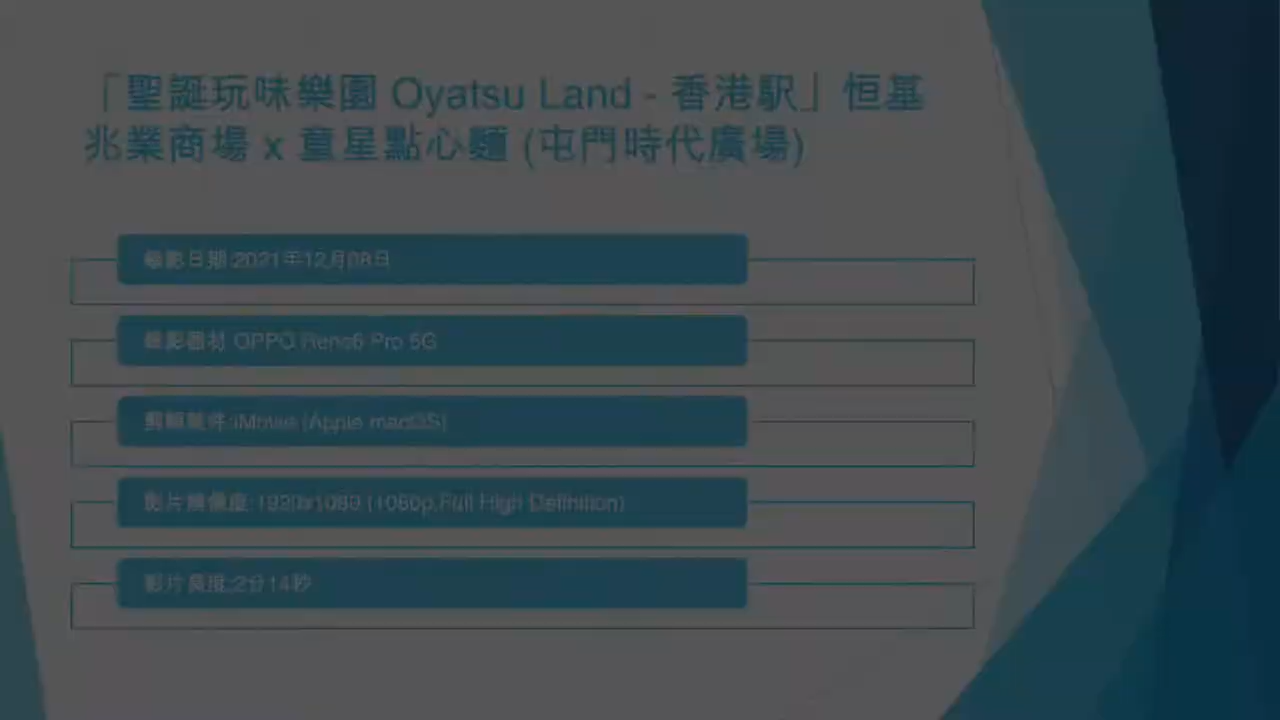 「聖誕玩味樂園 Oyatsu Land - 香港駅」恒基
兆業商場 x 童星點心麵 (屯門時代廣場)
攝影日期:2021年12月08日
攝影器材:OPPO Reno6 Pro 5G
剪輯軟件:iMovie (Apple macOS)
影片解像度:1920x1080 (1080p,Full High Definition)
影片長度:2分14秒